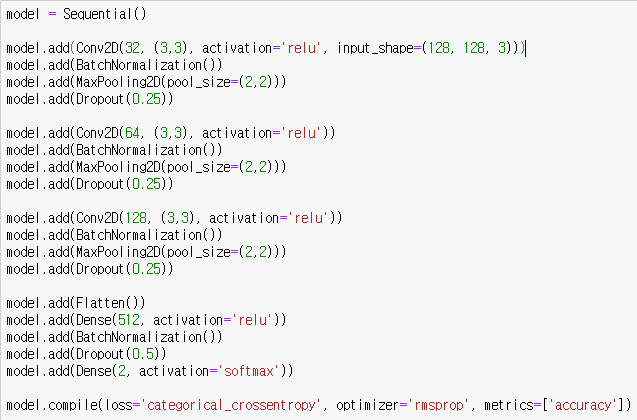 model = Sequential()
model.add(Conv2D(32, (3,3), activation='relu', input_shape=(128, 128, 3)))
model.add(BatchNormalization())
model.add(MaxPooling2D(pool_size=(2,2)))
model.add(Dropout(0.25))
model.add(Conv2D(64, (3,3), activation='relu'))
model.add(BatchNormalization())
model.add(MaxPooling2D(pool_size=(2,2)))
model.add(Dropout(0.25))
model.add(Conv2D(128, (3,3), activation='relu'))
model.add(BatchNormalization())
model.add(MaxPooling2D(pool_size=(2,2)))
model.add(Dropout(0.25))
model.add(Flatten())
model.add(Dense(512, activation='relu'))
model.add(BatchNormalization())
model.add(Dropout(0.5))
model.add(Dense(2, activation='softmax'))
model.compile(loss='categorical_crossentropy', optimizer='rmsprop', metrics=['accuracy'])